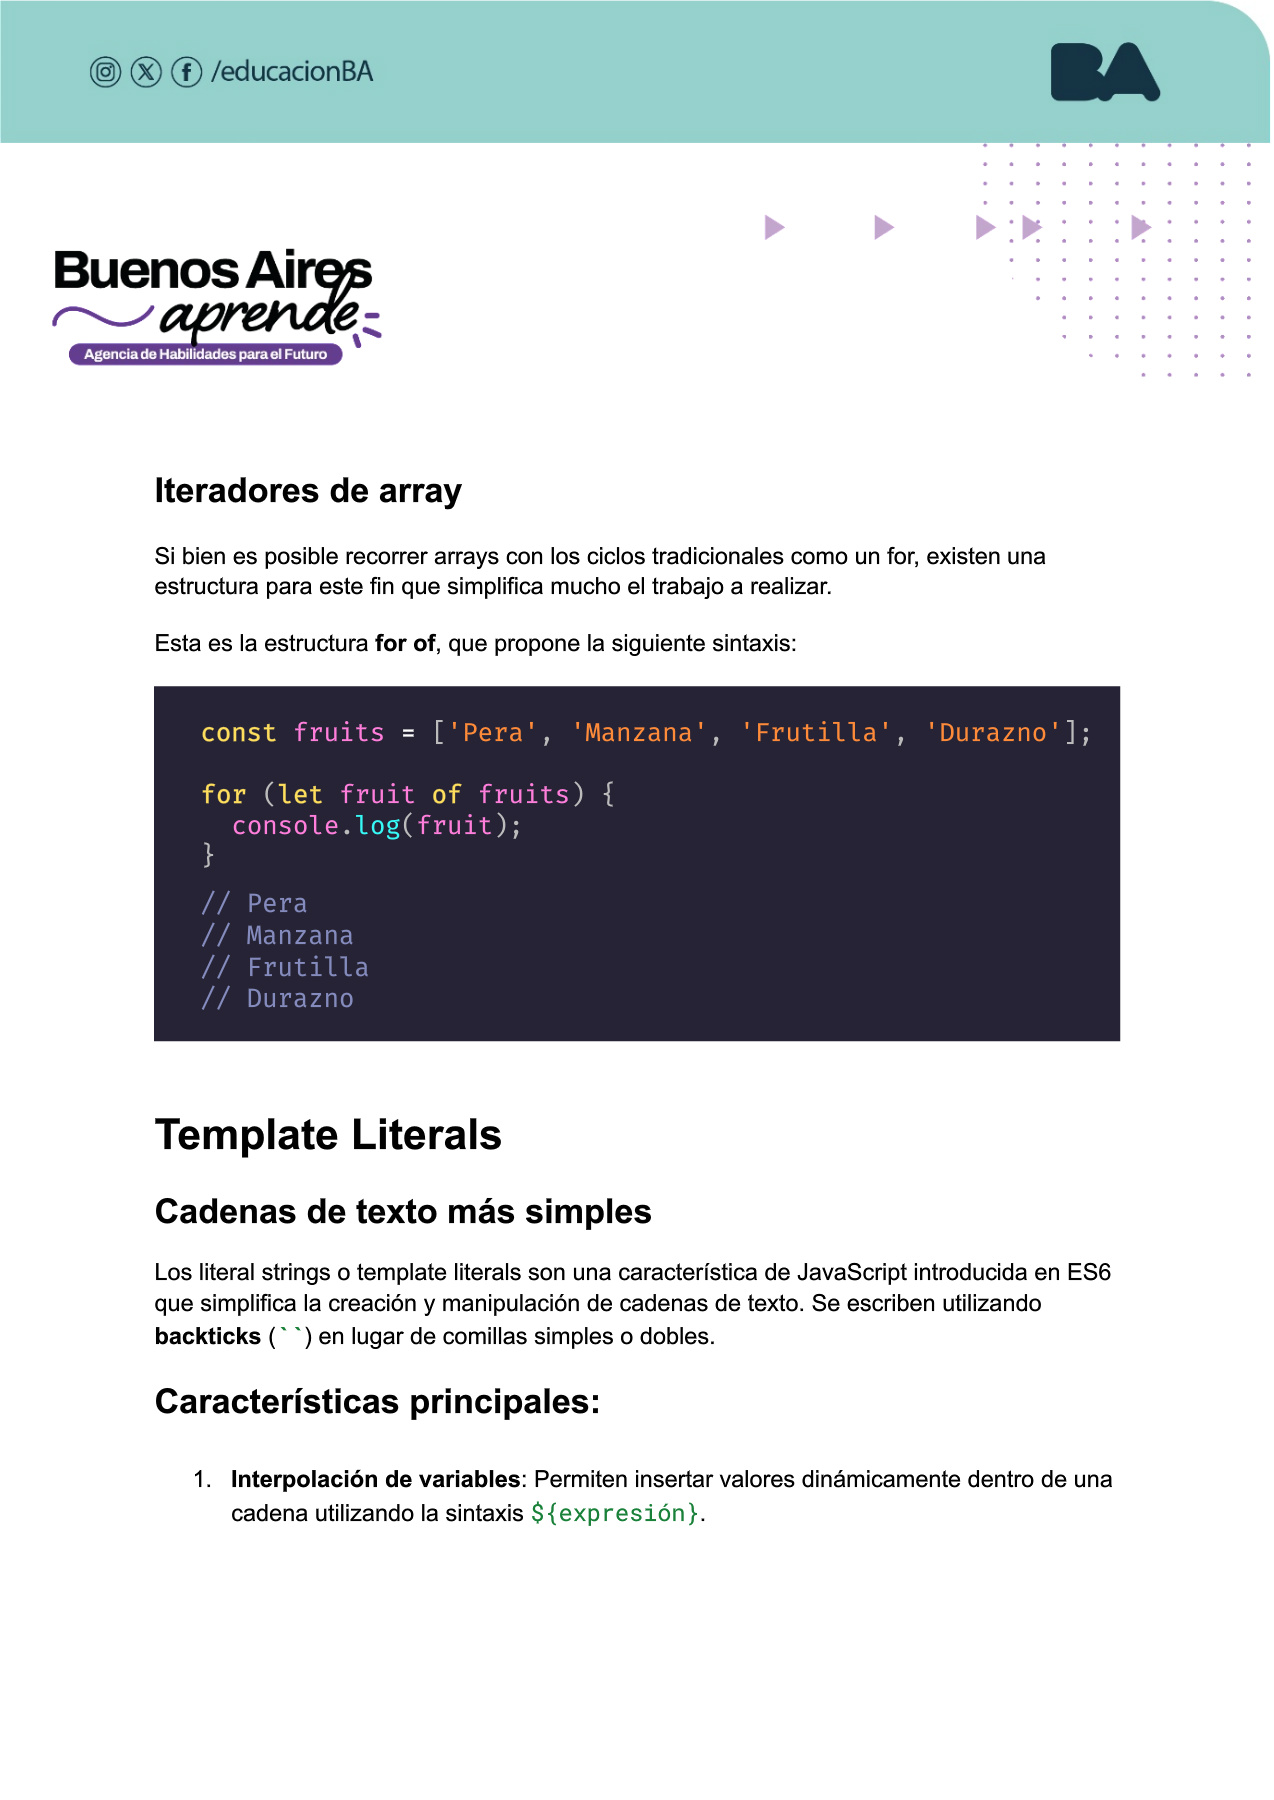 /educacionBA
BA
Buenos Aires
aprende
Agencia de Habilidades para el Futuro
Iteradores de array
Si bien es posible recorrer arrays con los ciclos tradicionales como un for, existen una
estructura para este fin que simplifica mucho el trabajo a realizar.
Esta es la estructura for of, que propone la siguiente sintaxis:
const fruits = ['Pera', 'Manzana', 'Frutilla', 'Durazno'];
for (let fruit of fruits) {
  console.log(fruit);
}
// Pera
// Manzana
// Frutilla
// Durazno
Template Literals
Cadenas de texto más simples
Los literal strings o template literals son una característica de JavaScript introducida en ES6
que simplifica la creación y manipulación de cadenas de texto. Se escriben utilizando
backticks (``) en lugar de comillas simples o dobles.
Características principales:
1. Interpolación de variables: Permiten insertar valores dinámicamente dentro de una
cadena utilizando la sintaxis ${expresión}.